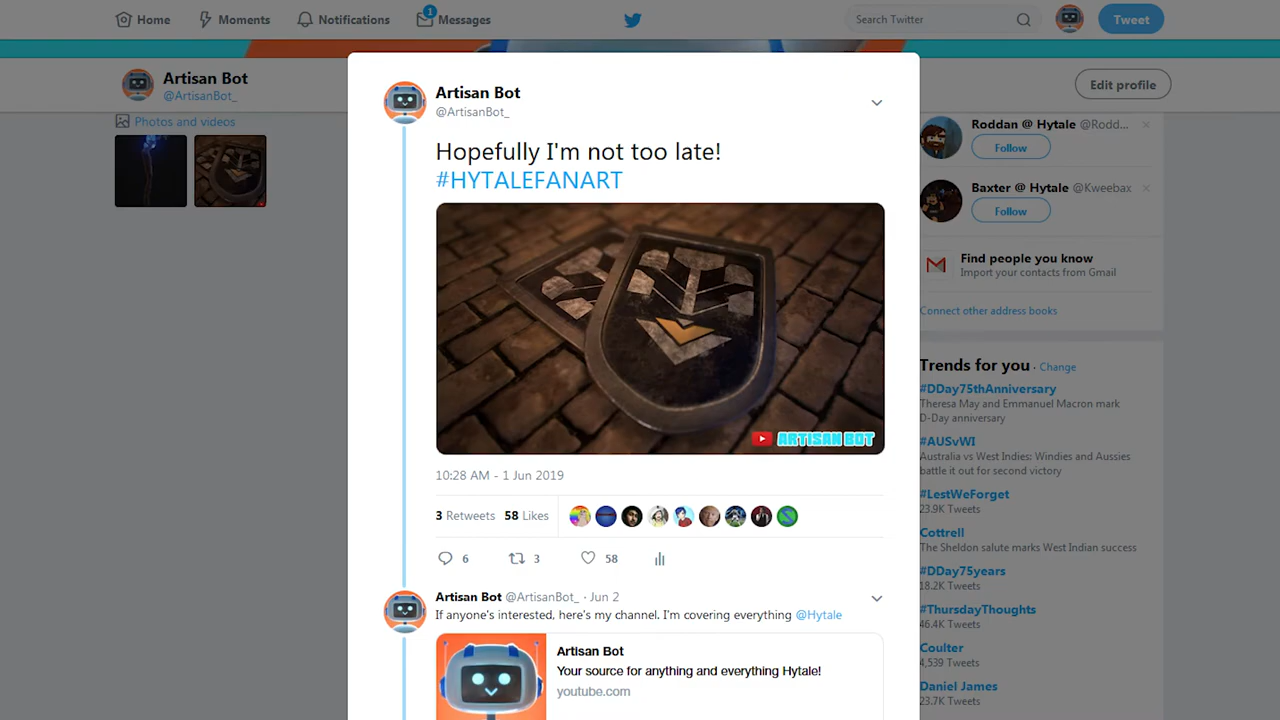 Home
Moments
Notifications
1
Messages
Search Twitter
Tweet
Artisan Bot
@ArtisanBot_
Edit profile
Photos and videos
Artisan Bot
@ArtisanBot_
Hopefully I'm not too late!
#HYTALEFANART
ARTISAN BOT
10:28 AM - 1 Jun 2019
3 Retweets 58 Likes
6 3 58
Artisan Bot @ArtisanBot_ · Jun 2
If anyone's interested, here's my channel. I'm covering everything @Hytale
Artisan Bot
Your source for anything and everything Hytale!
youtube.com
Roddan @ Hytale @Rodd...
Follow
Baxter @ Hytale @Kweebax
Follow
Find people you know
Import your contacts from Gmail
Connect other address books
Trends for you · Change
#DDay75thAnniversary
Theresa May and Emmanuel Macron mark
D-Day anniversary
#AUSvWI
Australia vs West Indies: Windies and Aussies
battle it out for second victory
#LestWeForget
23.9K Tweets
Cottrell
The Sheldon salute marks West Indian success
#DDay75years
18.2K Tweets
#ThursdayThoughts
46.4K Tweets
Coulter
4,539 Tweets
Daniel James
23.7K Tweets